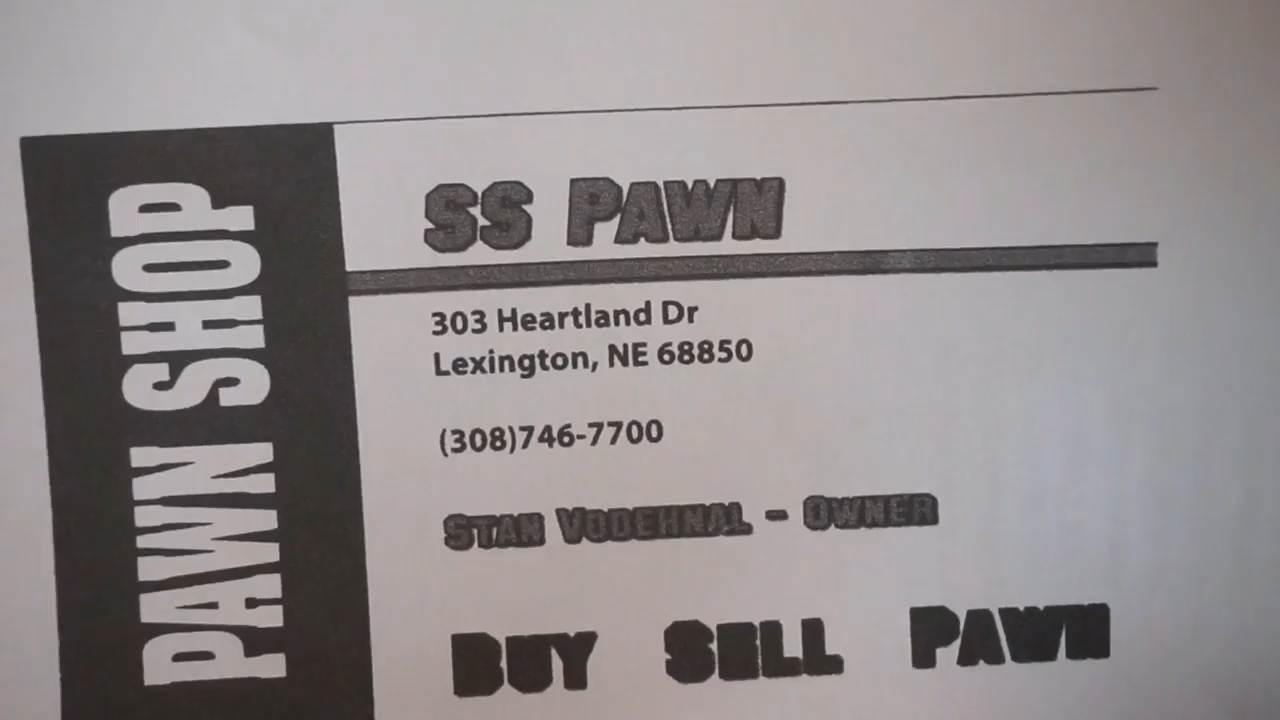 PAWN SHOP
SS PAWN
303 Heartland Dr
Lexington, NE 68850
(308)746-7700
STAN VODEHNAL - OWNER
BUY SELL PAWN